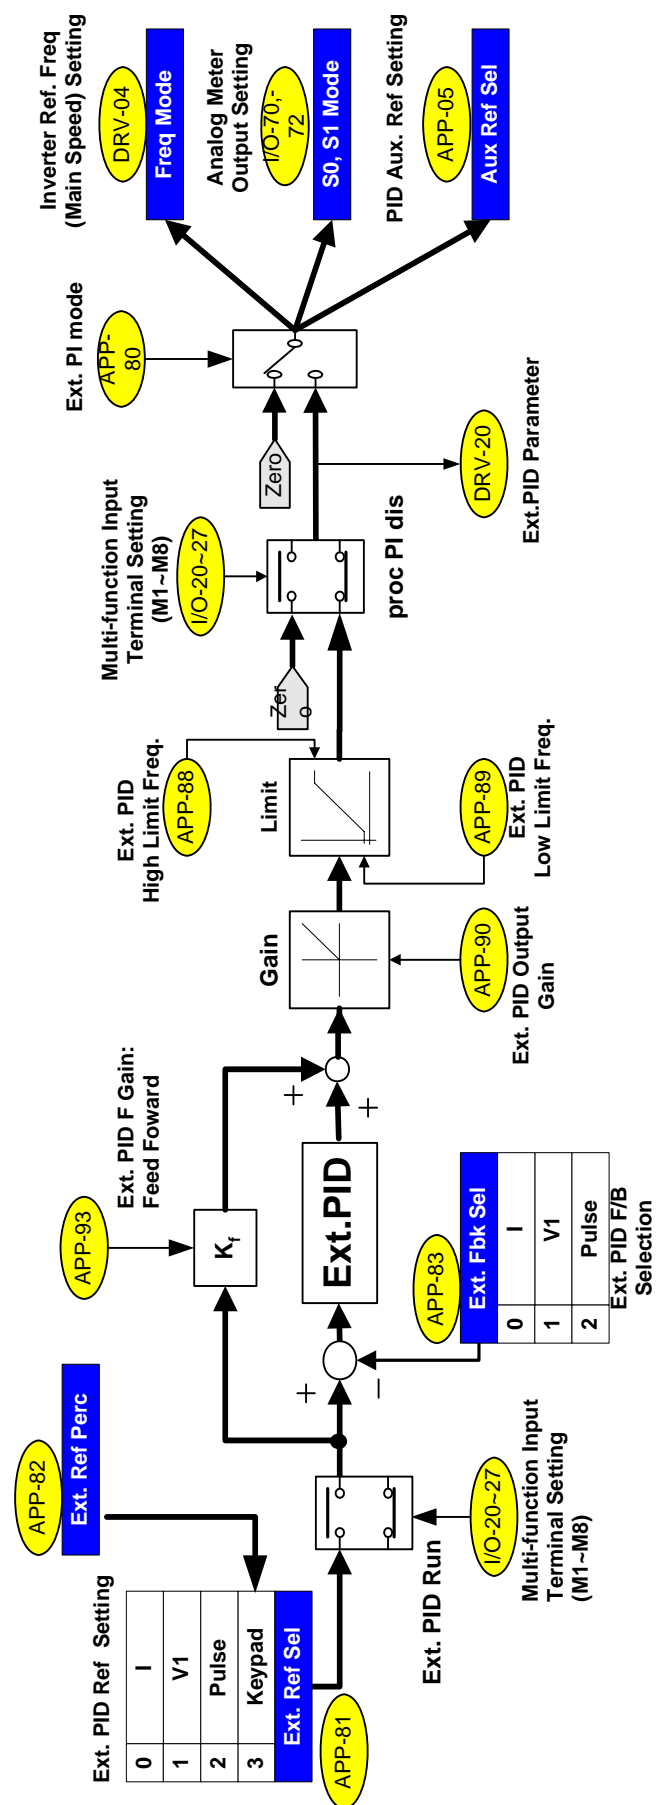 Ext. PID Ref  Setting
0 I
1 V1
2 Pulse
3 Keypad
Ext. Ref Sel
APP-81
APP-82
Ext. Ref Perc
Ext. PID Run
I/O-20~27
Multi-function Input
Terminal Setting
(M1~M8)
+
−
APP-93
Ext. PID F Gain:
Feed Foward
Kf
Ext.PID
APP-83
Ext. Fbk Sel
0 I
1 V1
2 Pulse
Ext. PID F/B
Selection
+
+
Gain
APP-90
Ext. PID Output
Gain
Ext. PID
High Limit Freq.
APP-88
Limit
APP-89
Ext. PID
Low Limit Freq.
Zero
Multi-function Input
Terminal Setting
(M1~M8)
I/O-20~27
proc PI dis
Zero
DRV-20
Ext.PID Parameter
Ext. PI mode
APP-
80
Inverter Ref. Freq
(Main Speed) Setting
DRV-04
Freq Mode
Analog Meter
Output Setting
I/O-70,-
72
S0, S1 Mode
PID Aux. Ref Setting
APP-05
Aux Ref Sel